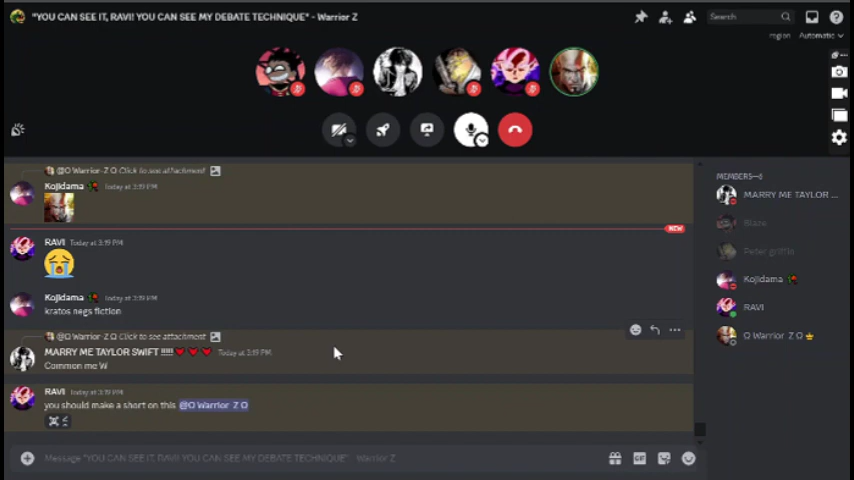 "YOU CAN SEE IT, RAVI! YOU CAN SEE MY DEBATE TECHNIQUE" - Warrior Z
Search
region Automatic
@Ω Warrior-Z Ω Click to see attachment
Kojidama Today at 3:19 PM
NEW
RAVI Today at 3:19 PM
Kojidama Today at 3:19 PM
kratos negs fiction
@Ω Warrior-Z Ω Click to see attachment
MARRY ME TAYLOR SWIFT !!!!! Today at 3:19 PM
Common me W
RAVI Today at 3:19 PM
you should make a short on this @Ω Warrior Z Ω
Message "YOU CAN SEE IT, RAVI! YOU CAN SEE MY DEBATE TECHNIQUE" - Warrior Z
GIF
MEMBERS—6
MARRY ME TAYLOR ...
Blaze
Peter griffin
Kojidama
RAVI
Ω Warrior Z Ω